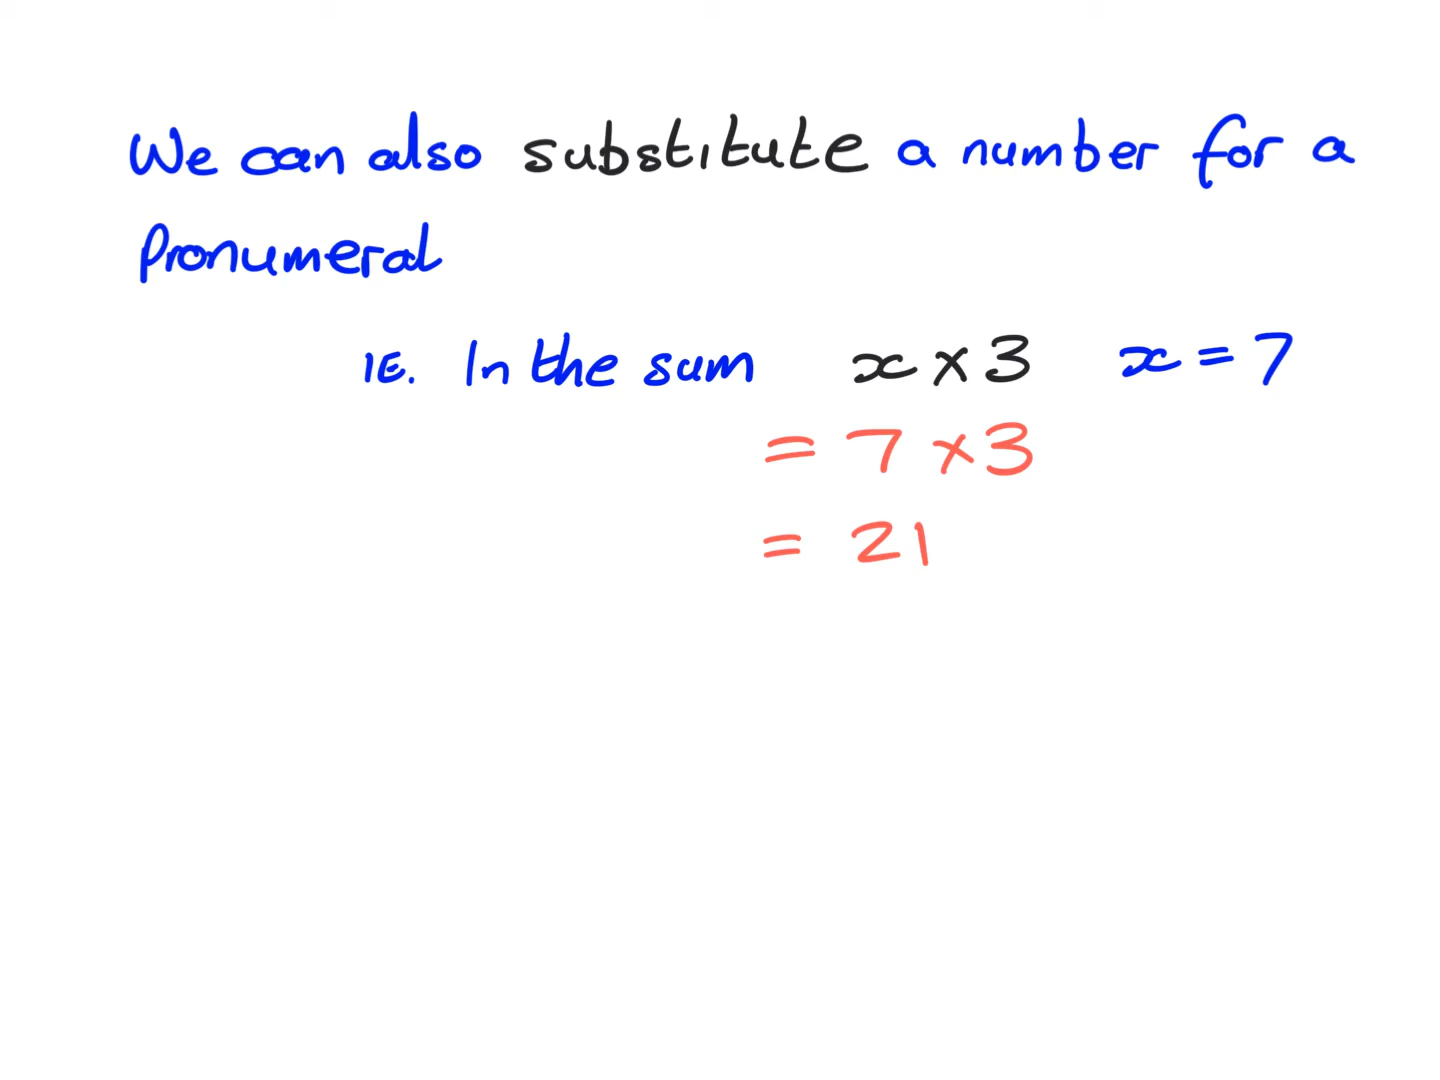 We can also substitute a number for a
Pronumeral
IE. In the sum x × 3 x = 7
= 7 × 3
= 21